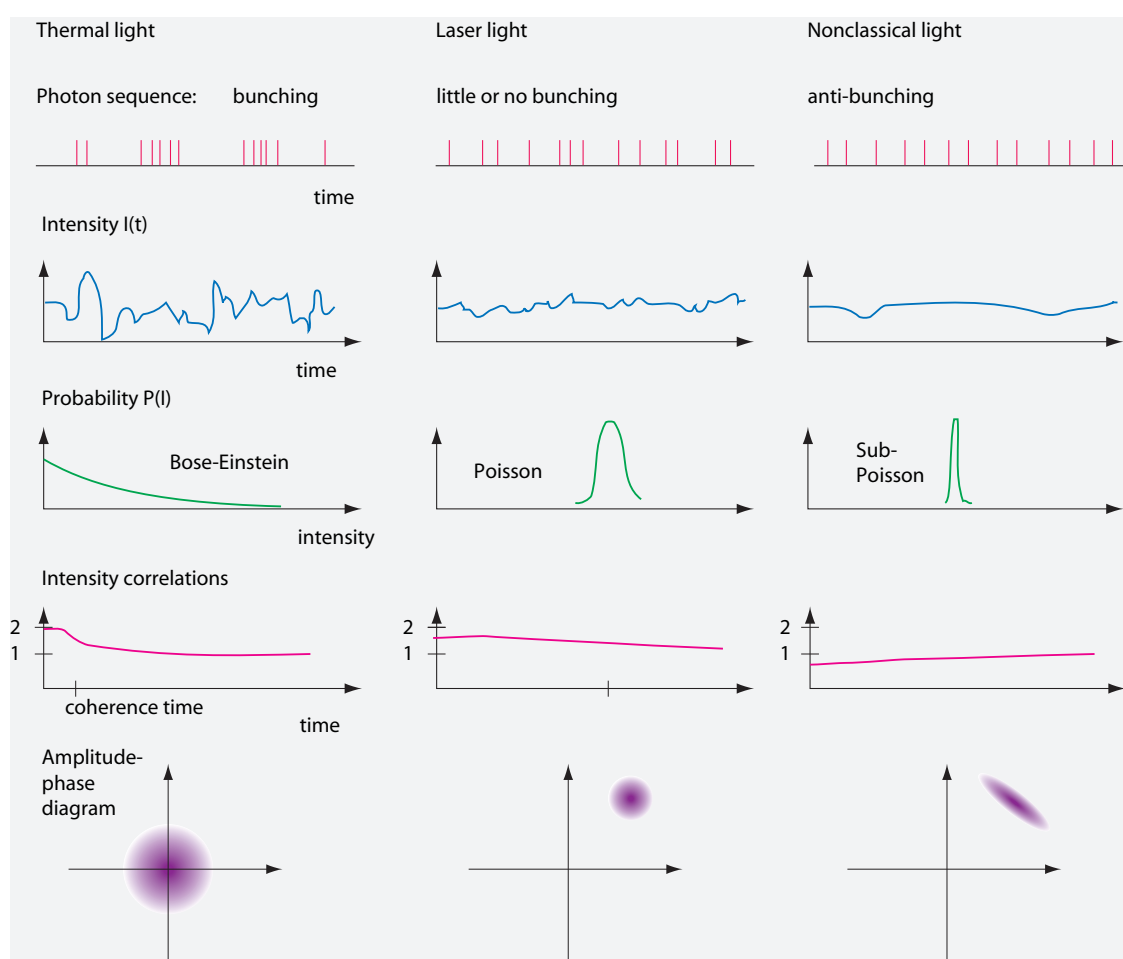 Thermal light
Laser light
Nonclassical light
Photon sequence: bunching
little or no bunching
anti-bunching
time
Intensity I(t)
time
Probability P(I)
Bose-Einstein
Poisson
Sub-
Poisson
intensity
Intensity correlations
2
1
2
1
2
1
coherence time
time
Amplitude-
phase
diagram